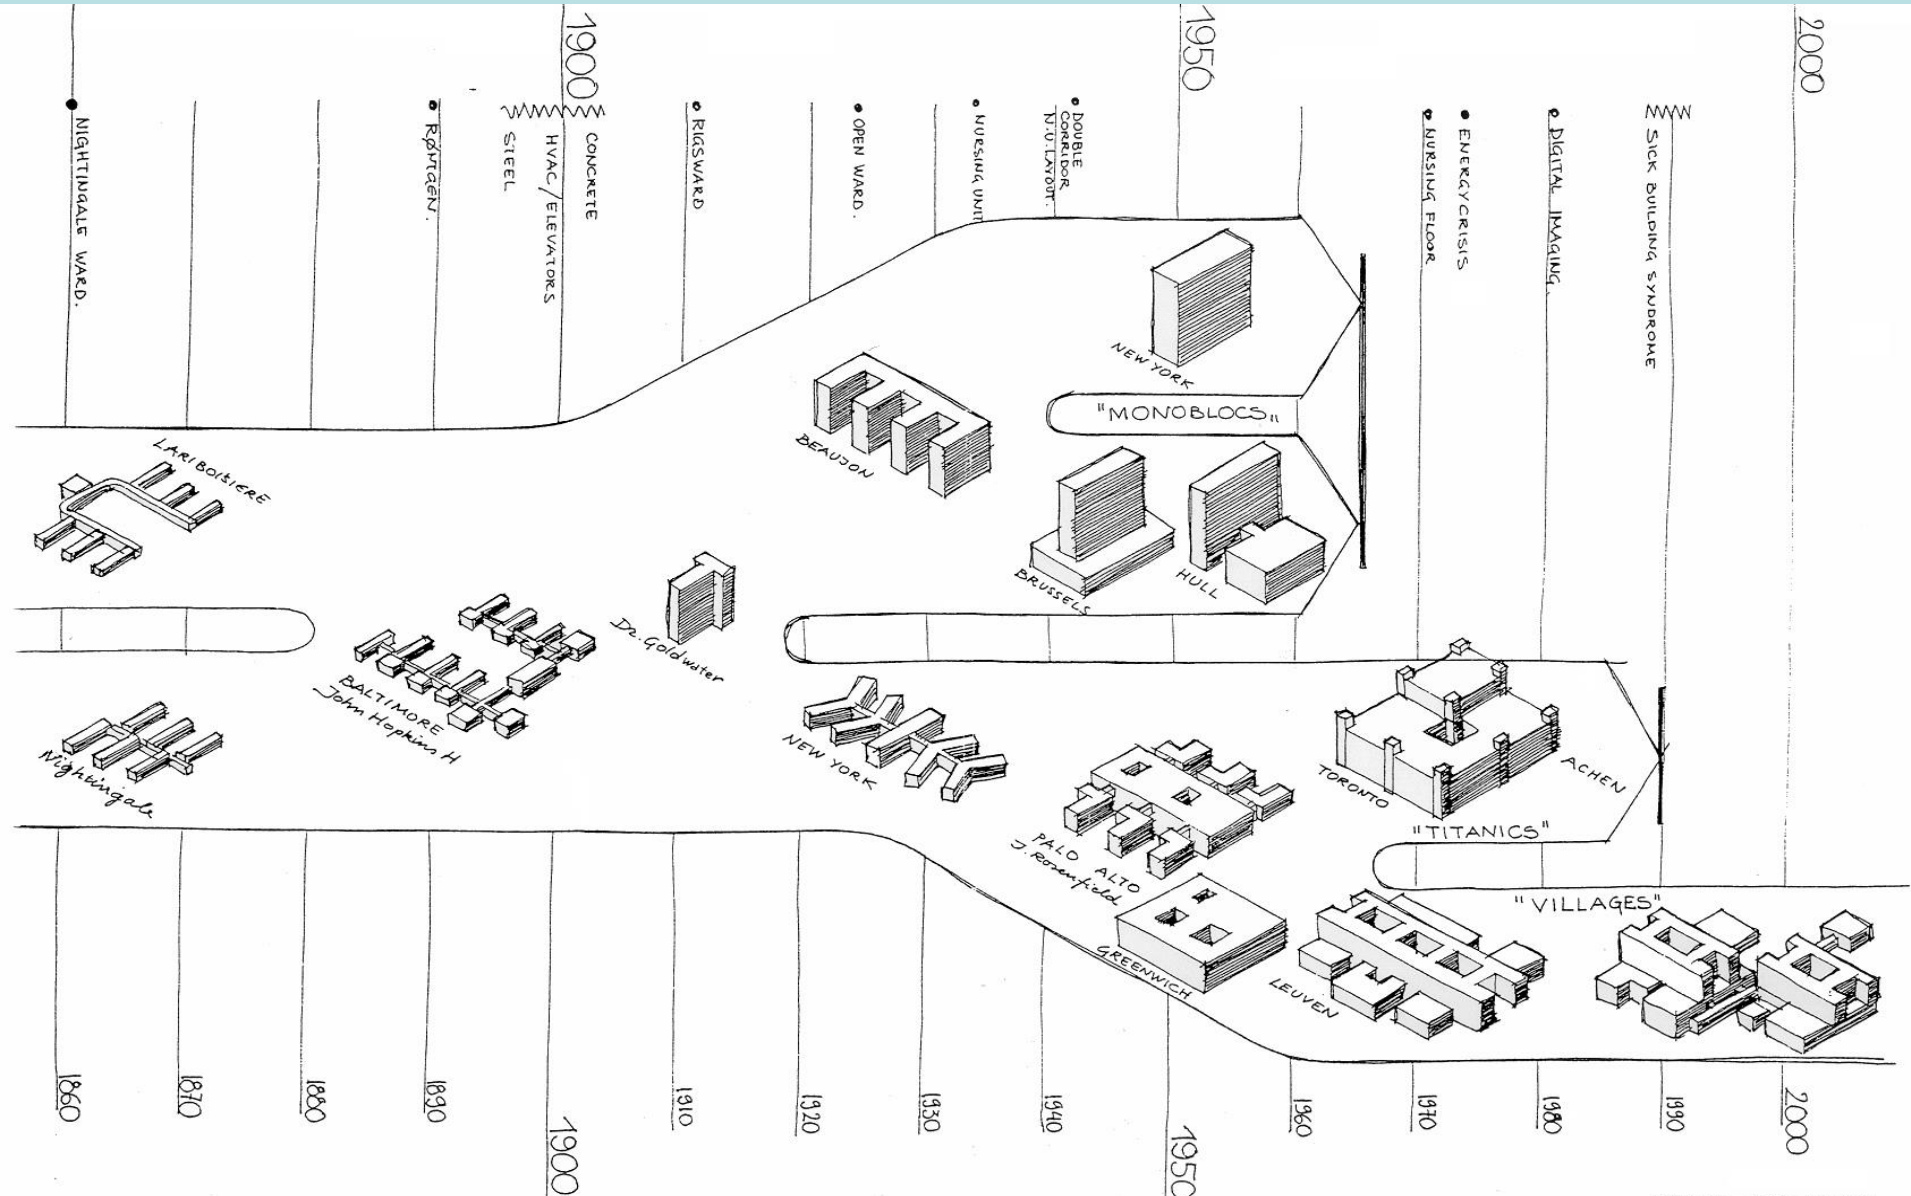 1900
1950
2000
NIGHTINGALE WARD.
RØNTGEN.
STEEL
HVAC/ELEVATORS
CONCRETE
RIGSWARD
OPEN WARD.
NURSING UNIT
DOUBLE
CORRIDOR
N.U. LAYOUT.
NURSING FLOOR
ENERGYCRISIS
DIGITAL IMAGING.
SICK BUILDING SYNDROME
NEW YORK
"MONOBLOCS"
BEAUJON
LARIBOISIERE
BRUSSELS
HULL
Dr. Goldwater
BALTIMORE
John Hopkins H
Nightingale
NEW YORK
TORONTO
ACHEN
"TITANICS"
PALO ALTO
J. Rosenfield
"VILLAGES"
GREENWICH
LEUVEN
1860
1870
1880
1890
1900
1910
1920
1930
1940
1950
1960
1970
1980
1990
2000